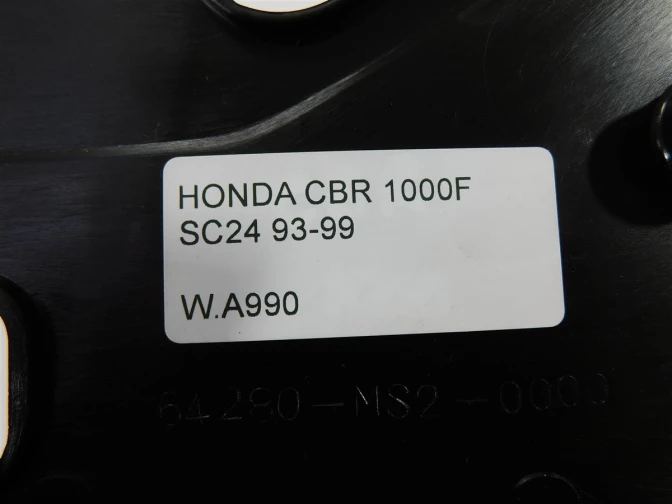 HONDA CBR 1000F
SC24 93-99
W.A990
64280-MS2-0000